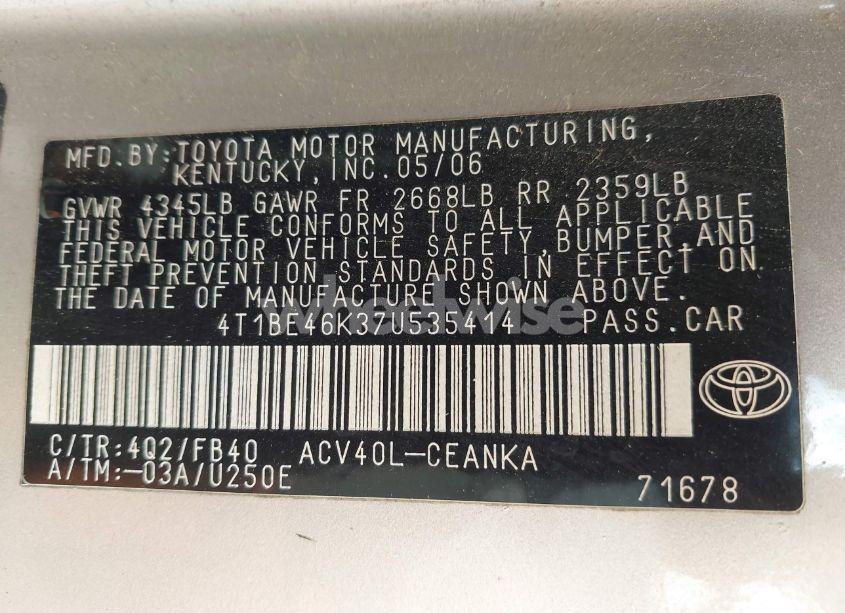 MFD.BY:TOYOTA MOTOR MANUFACTURING,
KENTUCKY,INC.05/06
GVWR 4345LB GAWR FR 2668LB RR 2359LB
THIS VEHICLE CONFORMS TO ALL APPLICABLE
FEDERAL MOTOR VEHICLE SAFETY,BUMPER,AND
THEFT PREVENTION STANDARDS IN EFFECT ON
THE DATE OF MANUFACTURE SHOWN ABOVE.
wheelwise
4T1BE46K37U535444 PASS.CAR
C/TR:4Q2/FB40 ACV40L-CEANKA
A/TM:-03A/U250E
71678